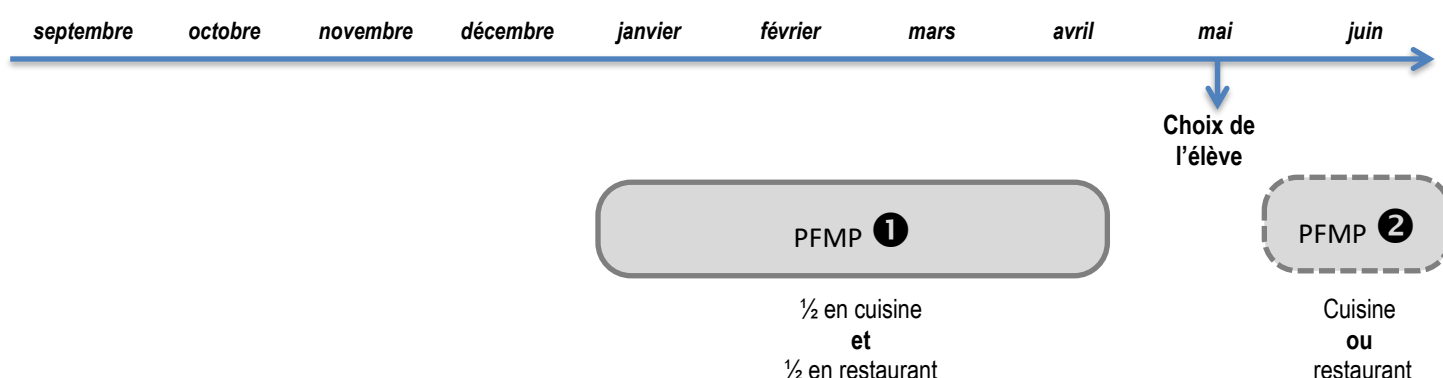 septembre octobre novembre décembre janvier février mars avril mai juin
Choix de
l'élève
PFMP ❶
PFMP ❷
½ en cuisine
et
½ en restaurant
Cuisine
ou
restaurant